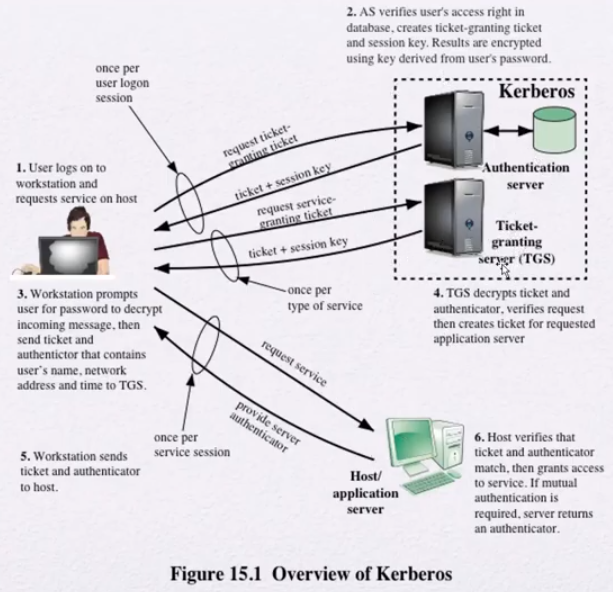 2. AS verifies user's access right in
database, creates ticket-granting ticket
and session key. Results are encrypted
using key derived from user's password.
once per
user logon
session
Kerberos
request ticket-
granting ticket
1. User logs on to
workstation and
requests service on host
ticket + session key
Authentication
server
request service-
granting ticket
ticket + session key
Ticket-
granting
server (TGS)
once per
type of service
3. Workstation prompts
user for password to decrypt
incoming message, then
send ticket and
authentictor that contains
user's name, network
address and time to TGS.
4. TGS decrypts ticket and
authenticator, verifies request
then creates ticket for requested
application server
request service
provide server
authenticator
once per
service session
5. Workstation sends
ticket and authenticator
to host.
Host/
application
server
6. Host verifies that
ticket and authenticator
match, then grants access
to service. If mutual
authentication is
required, server returns
an authenticator.
Figure 15.1 Overview of Kerberos